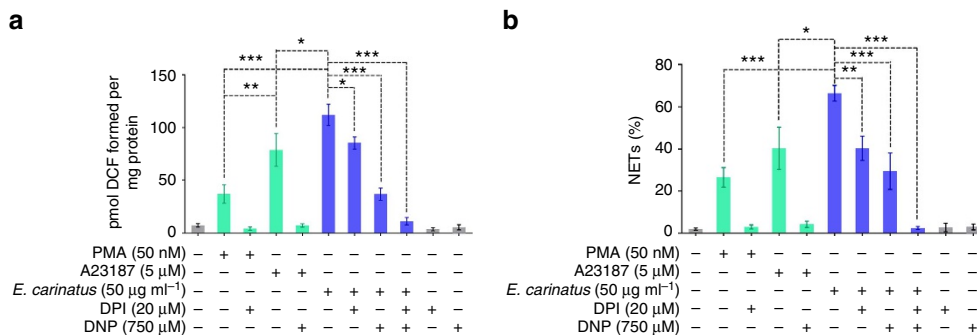 a
pmol DCF formed per
mg protein
150
100
50
0
*
***
***
***
**
*
PMA (50 nM) – + + – – – – – – – –
A23187 (5 μM) – – – + + – – – – – –
E. carinatus (50 μg ml⁻¹) – – – – – + + + + – –
DPI (20 μM) – – + – – – + – + + –
DNP (750 μM) – – – – + – – + + – +
b
NETs (%)
80
60
40
20
0
*
***
***
***
**
PMA (50 nM) – + + – – – – – – – –
A23187 (5 μM) – – – + + – – – – – –
E. carinatus (50 μg ml⁻¹) – – – – – + + + + – –
DPI (20 μM) – – + – – – + – + + –
DNP (750 μM) – – – – + – – + + – +